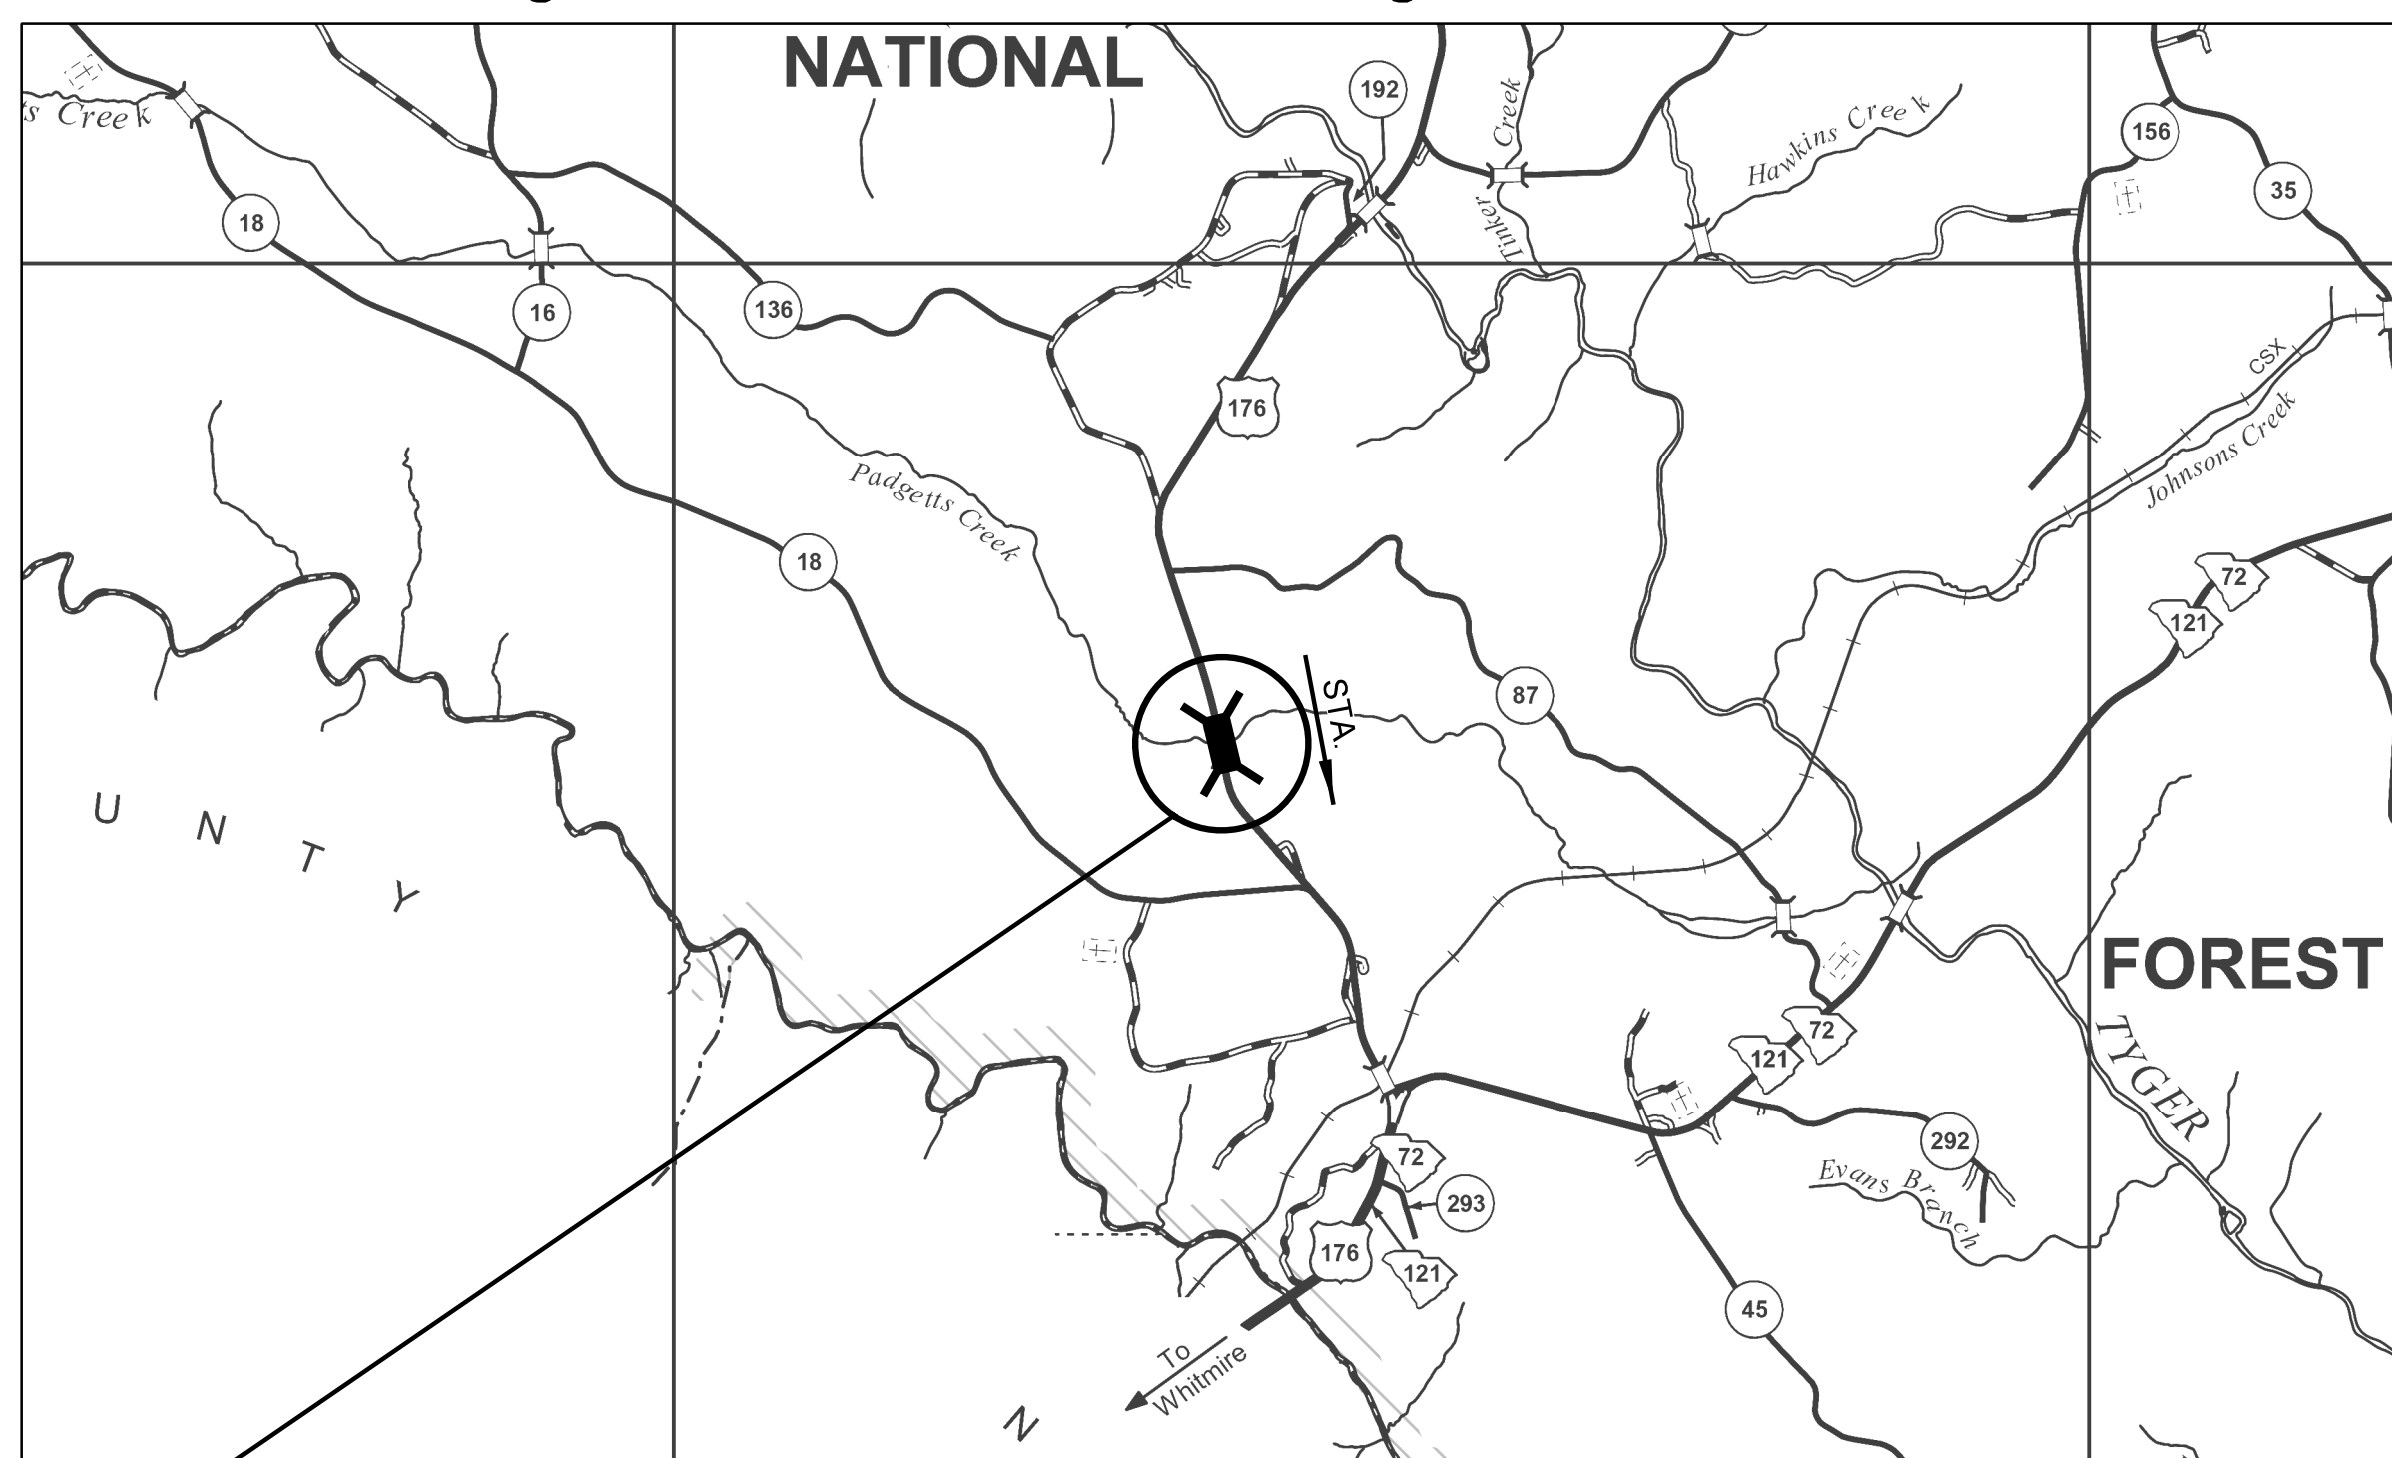 NATIONAL
192
Creek
Tinker
Hawkins Creek
156
35
s Creek
18
16
136
176
CSX
Johnsons Creek
Padgetts Creek
18
72
121
STA.
87
U N T Y
FOREST
72
121
TYGER
72
293
292
Evans Branch
176
121
45
To
Whitmire
N